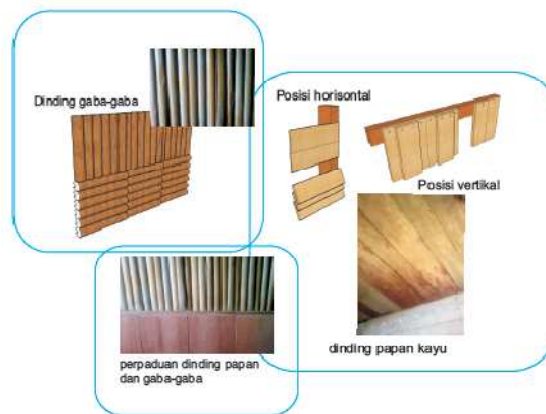 Dinding gaba-gaba
Posisi horisontal
Posisi vertikal
perpaduan dinding papan
dan gaba-gaba
dinding papan kayu